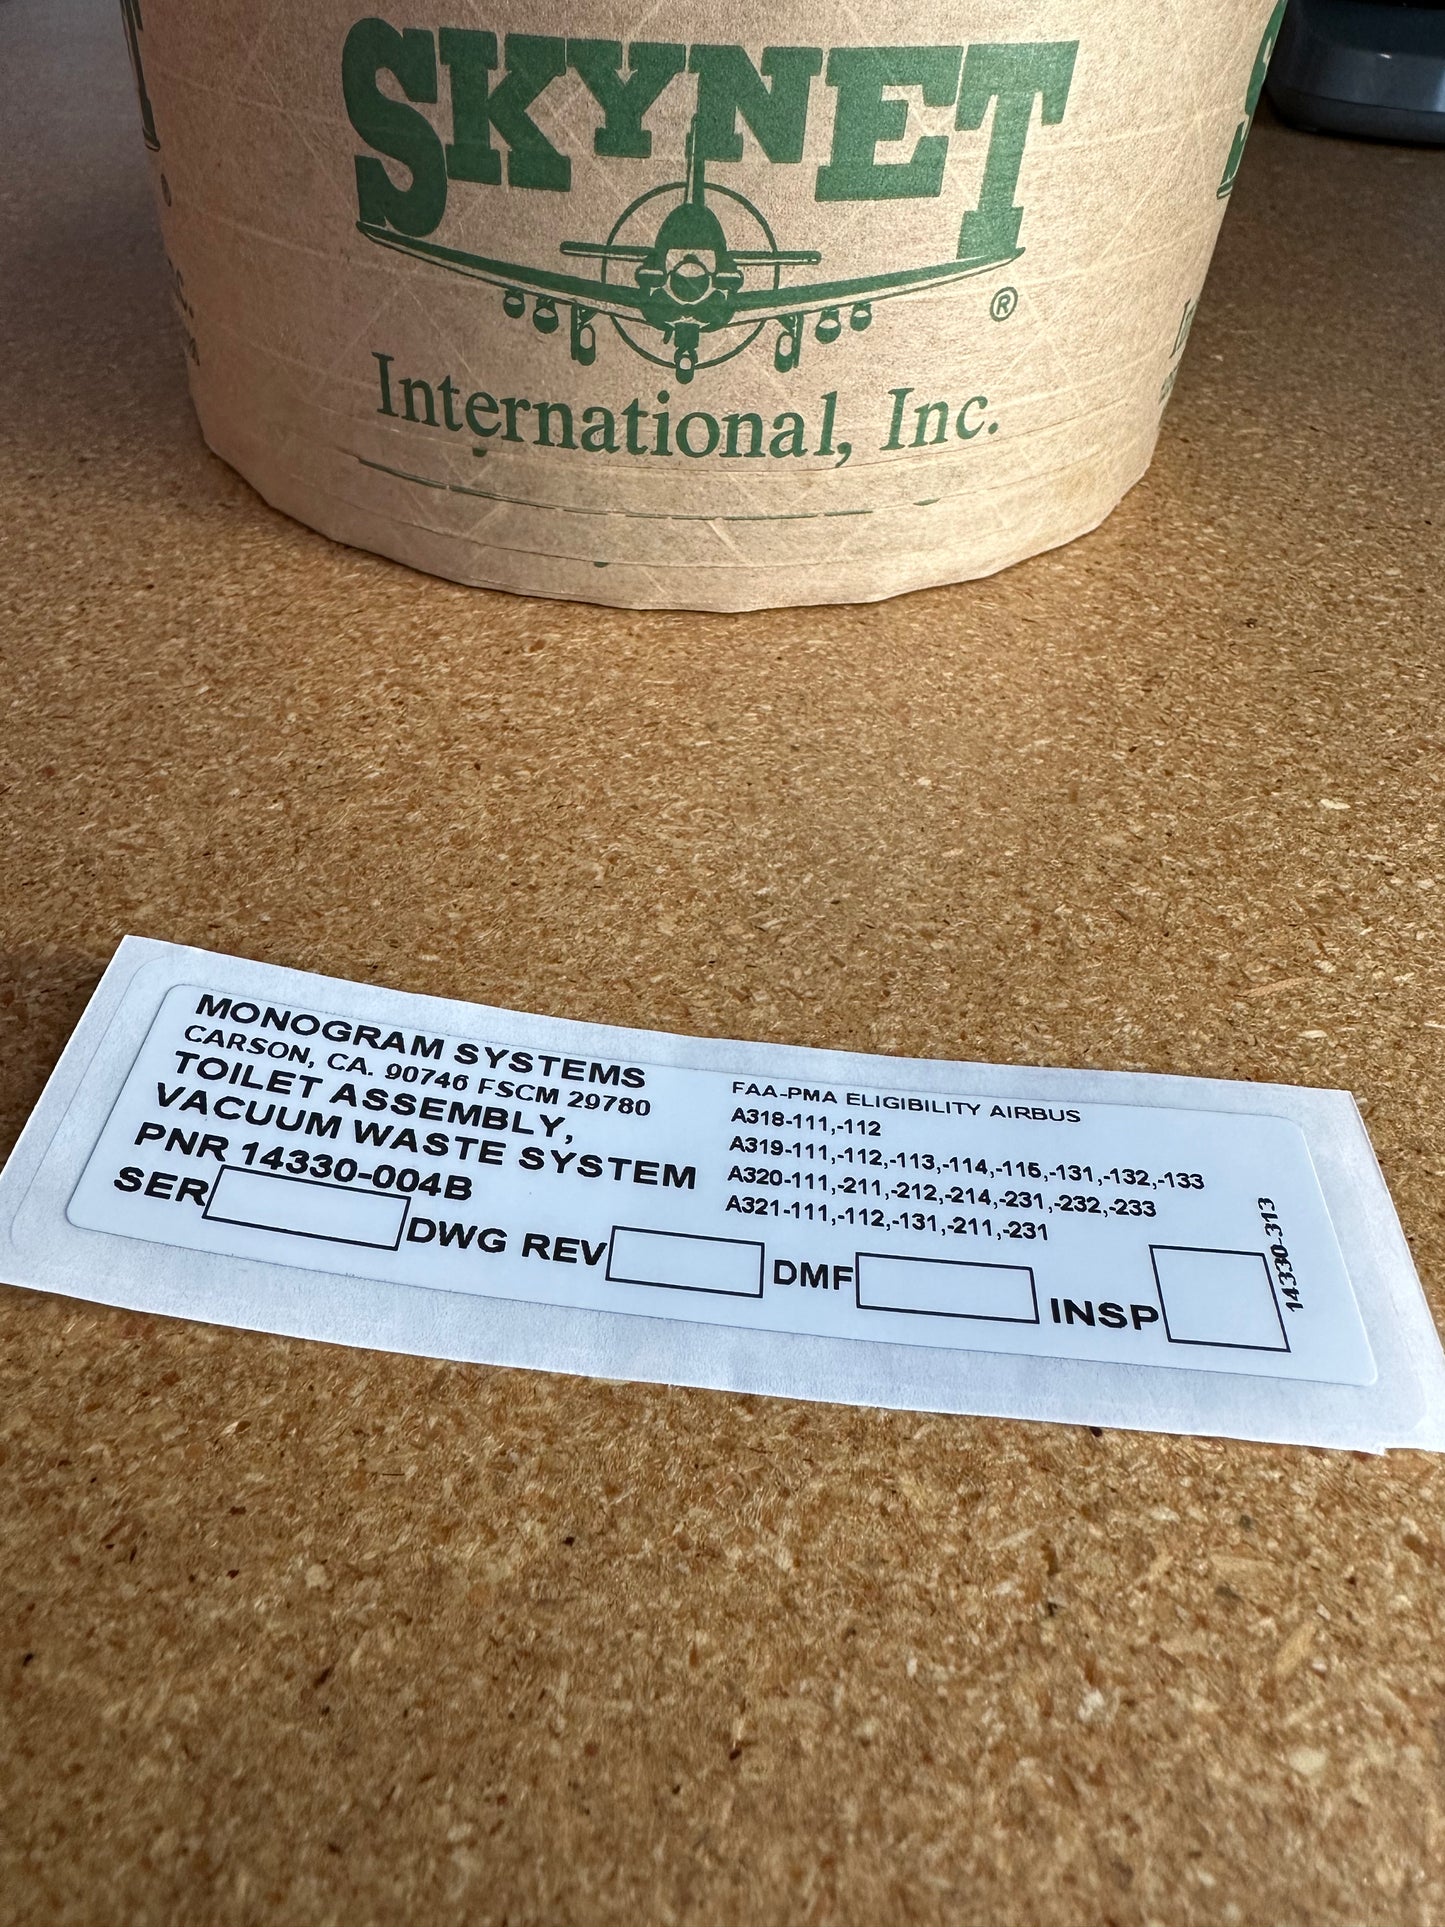 SKYNET
®
International, Inc.
MONOGRAM SYSTEMS
CARSON, CA. 90746 FSCM 29780
TOILET ASSEMBLY,
VACUUM WASTE SYSTEM
PNR 14330-004B
SER
DWG REV
DMF
INSP
FAA-PMA ELIGIBILITY AIRBUS
A318-111,-112
A319-111,-112,-113,-114,-115,-131,-132,-133
A320-111,-211,-212,-214,-231,-232,-233
A321-111,-112,-131,-211,-231
14330-313